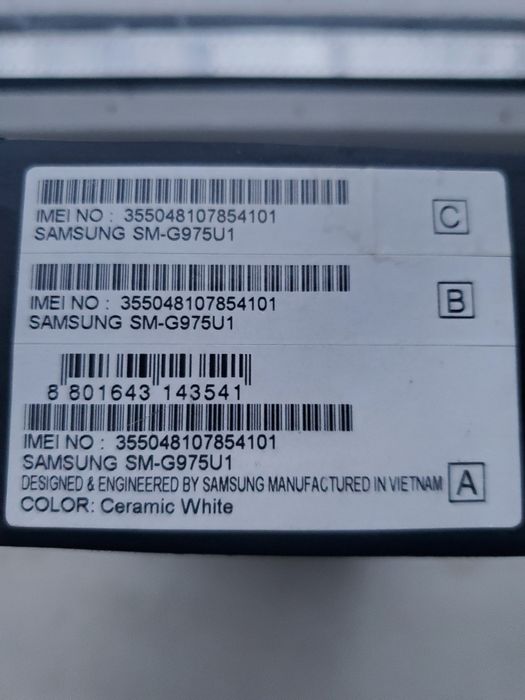 IMEI NO : 355048107854101
SAMSUNG SM-G975U1
C
IMEI NO : 355048107854101
SAMSUNG SM-G975U1
B
8 801643 143541
IMEI NO : 355048107854101
SAMSUNG SM-G975U1
DESIGNED & ENGINEERED BY SAMSUNG MANUFACTURED IN VIETNAM
COLOR: Ceramic White
A